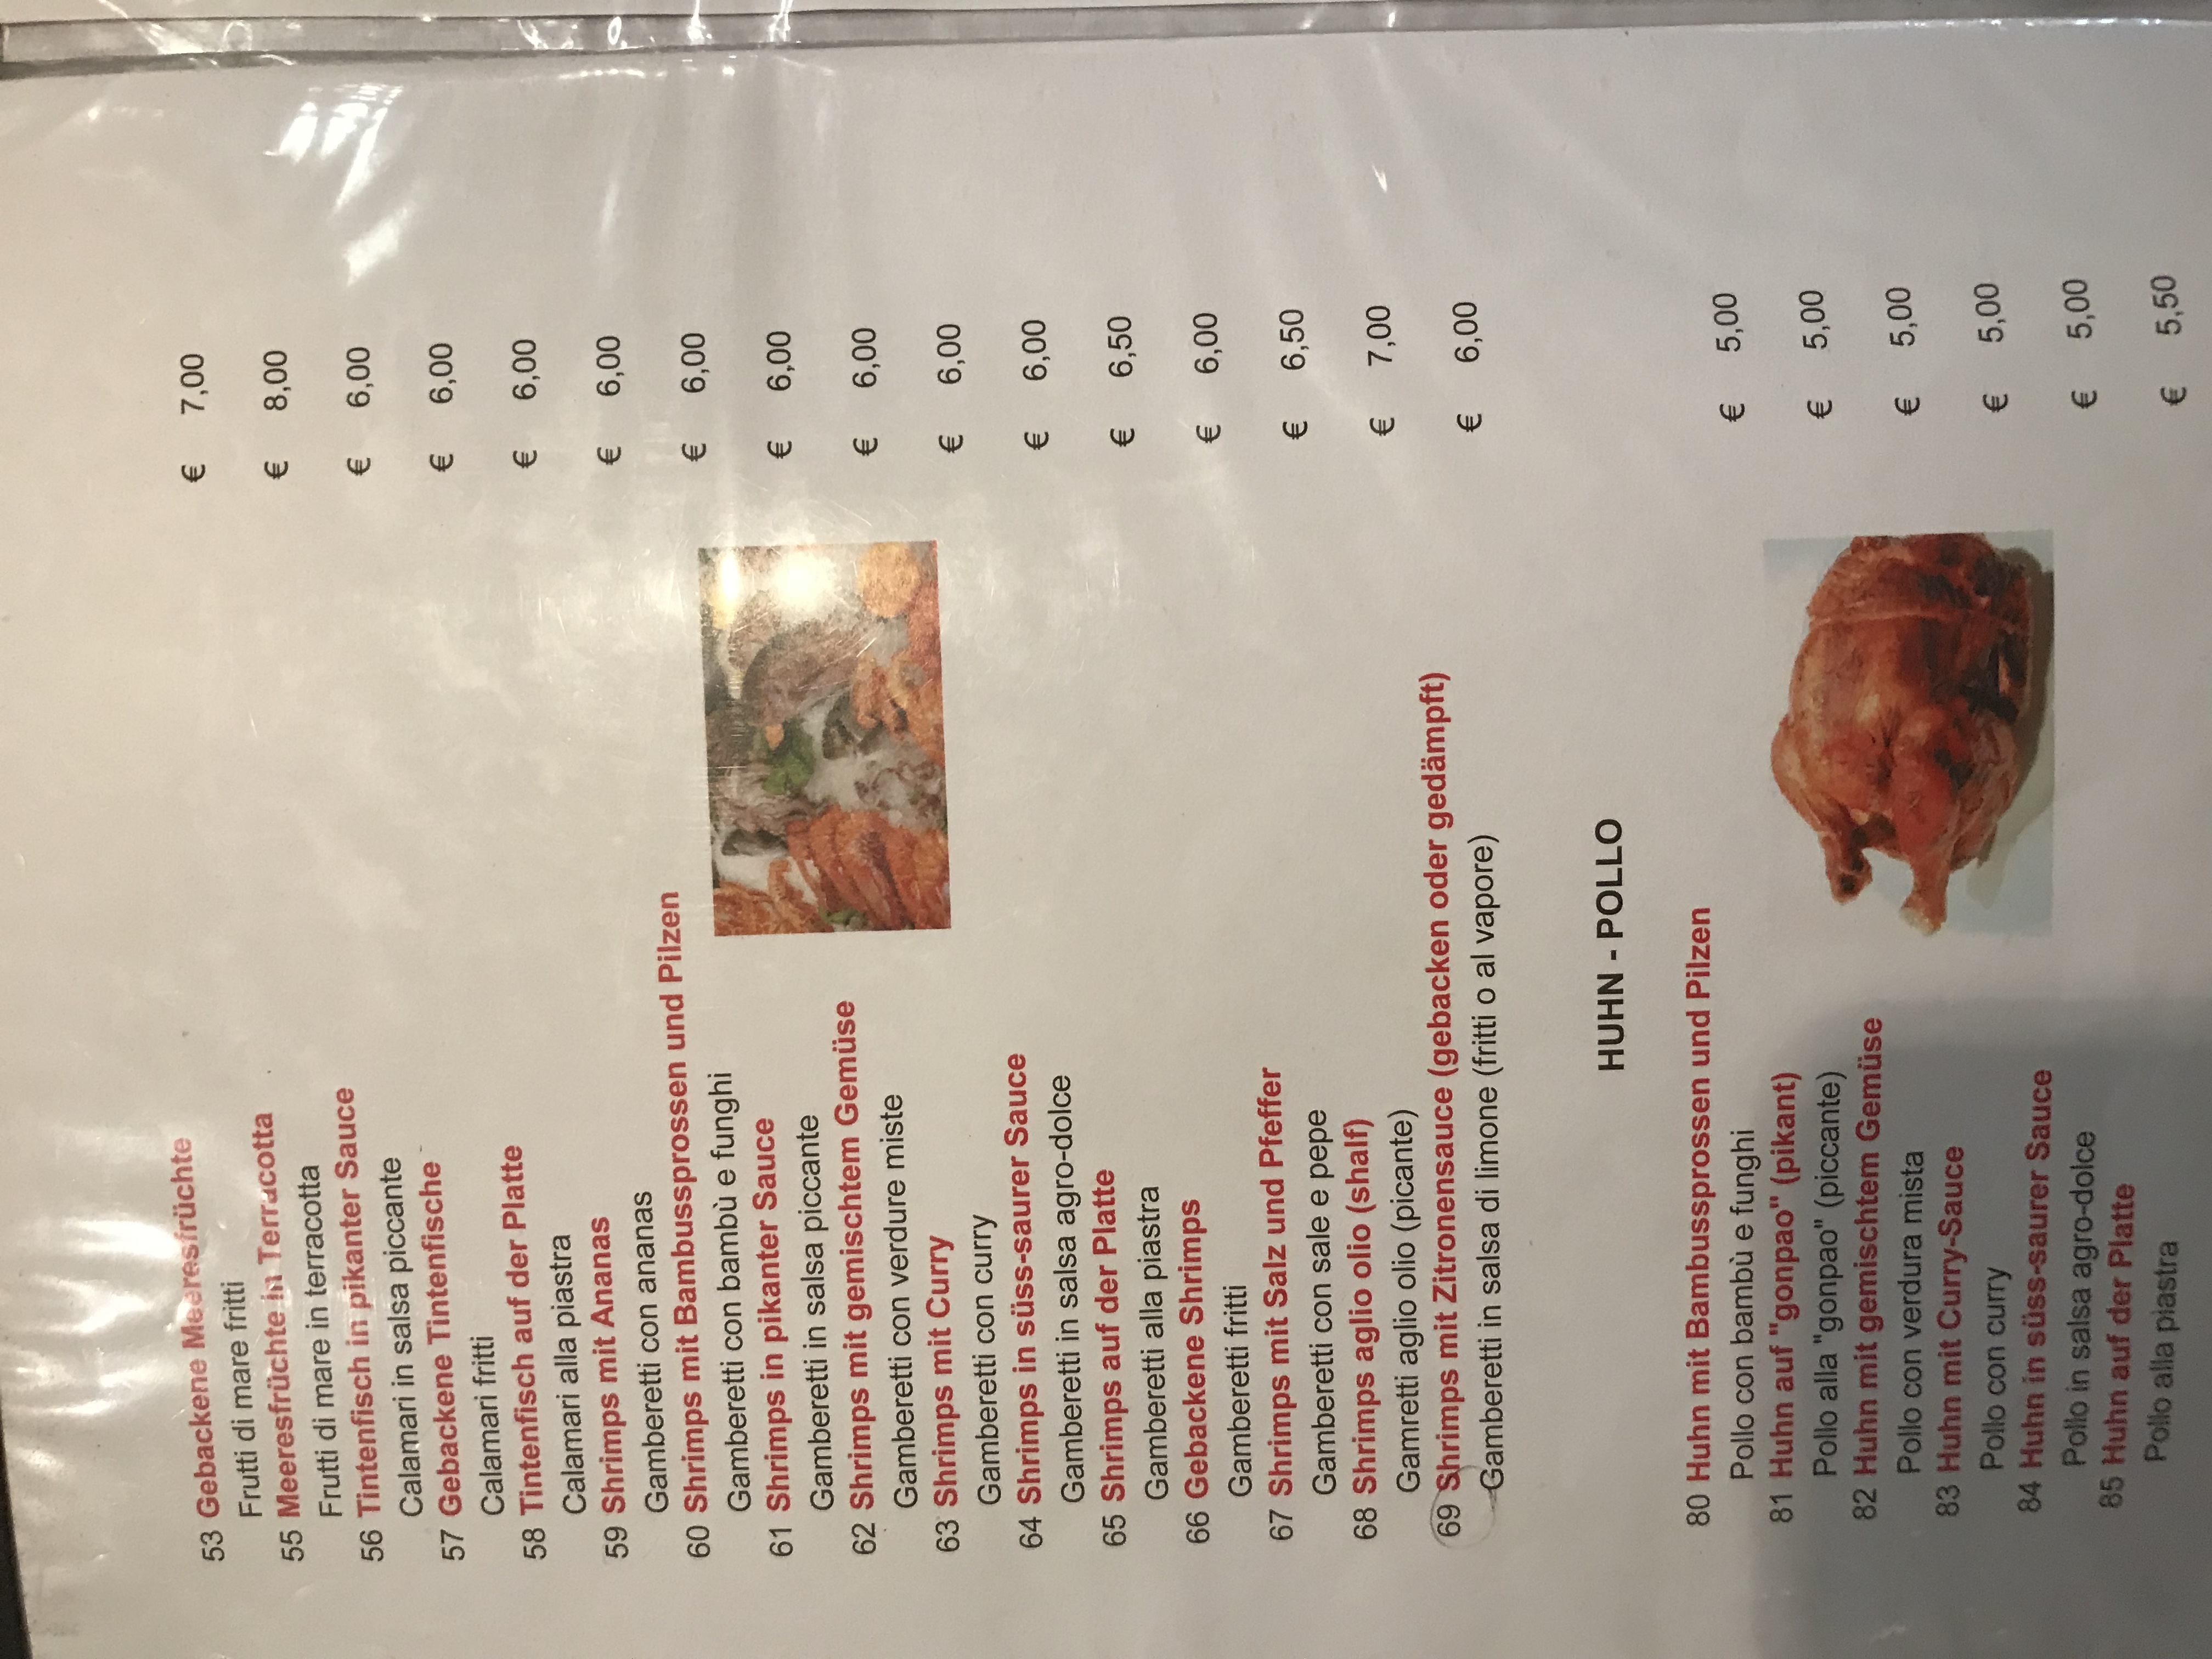 53 Gebackene Meeresfrüchte € 7,00
Frutti di mare fritti
55 Meeresfrüchte in Terracotta € 8,00
Frutti di mare in terracotta
56 Tintenfisch in pikanter Sauce € 6,00
Calamari in salsa piccante
57 Gebackene Tintenfische € 6,00
Calamari fritti
58 Tintenfisch auf der Platte € 6,00
Calamari alla piastra
59 Shrimps mit Ananas € 6,00
Gamberetti con ananas
60 Shrimps mit Bambussprossen und Pilzen € 6,00
Gamberetti con bambù e funghi
61 Shrimps in pikanter Sauce € 6,00
Gamberetti in salsa piccante
62 Shrimps mit gemischtem Gemüse € 6,00
Gamberetti con verdure miste
63 Shrimps mit Curry € 6,00
Gamberetti con curry
64 Shrimps in süss-saurer Sauce € 6,00
Gamberetti in salsa agro-dolce
65 Shrimps auf der Platte € 6,50
Gamberetti alla piastra
66 Gebackene Shrimps € 6,00
Gamberetti fritti
67 Shrimps mit Salz und Pfeffer € 6,50
Gamberetti con sale e pepe
68 Shrimps aglio olio (shalf) € 7,00
Gamretti aglio olio (picante)
69 Shrimps mit Zitronensauce (gebacken oder gedämpft) € 6,00
Gamberetti in salsa di limone (fritti o al vapore)
HUHN - POLLO
80 Huhn mit Bambussprossen und Pilzen € 5,00
Pollo con bambù e funghi
81 Huhn auf "gonpao" (pikant) € 5,00
Pollo alla "gonpao" (piccante)
82 Huhn mit gemischtem Gemüse € 5,00
Pollo con verdura mista
83 Huhn mit Curry-Sauce € 5,00
Pollo con curry
84 Huhn in süss-saurer Sauce € 5,00
Pollo in salsa agro-dolce
85 Huhn auf der Platte € 5,50
Pollo alla piastra